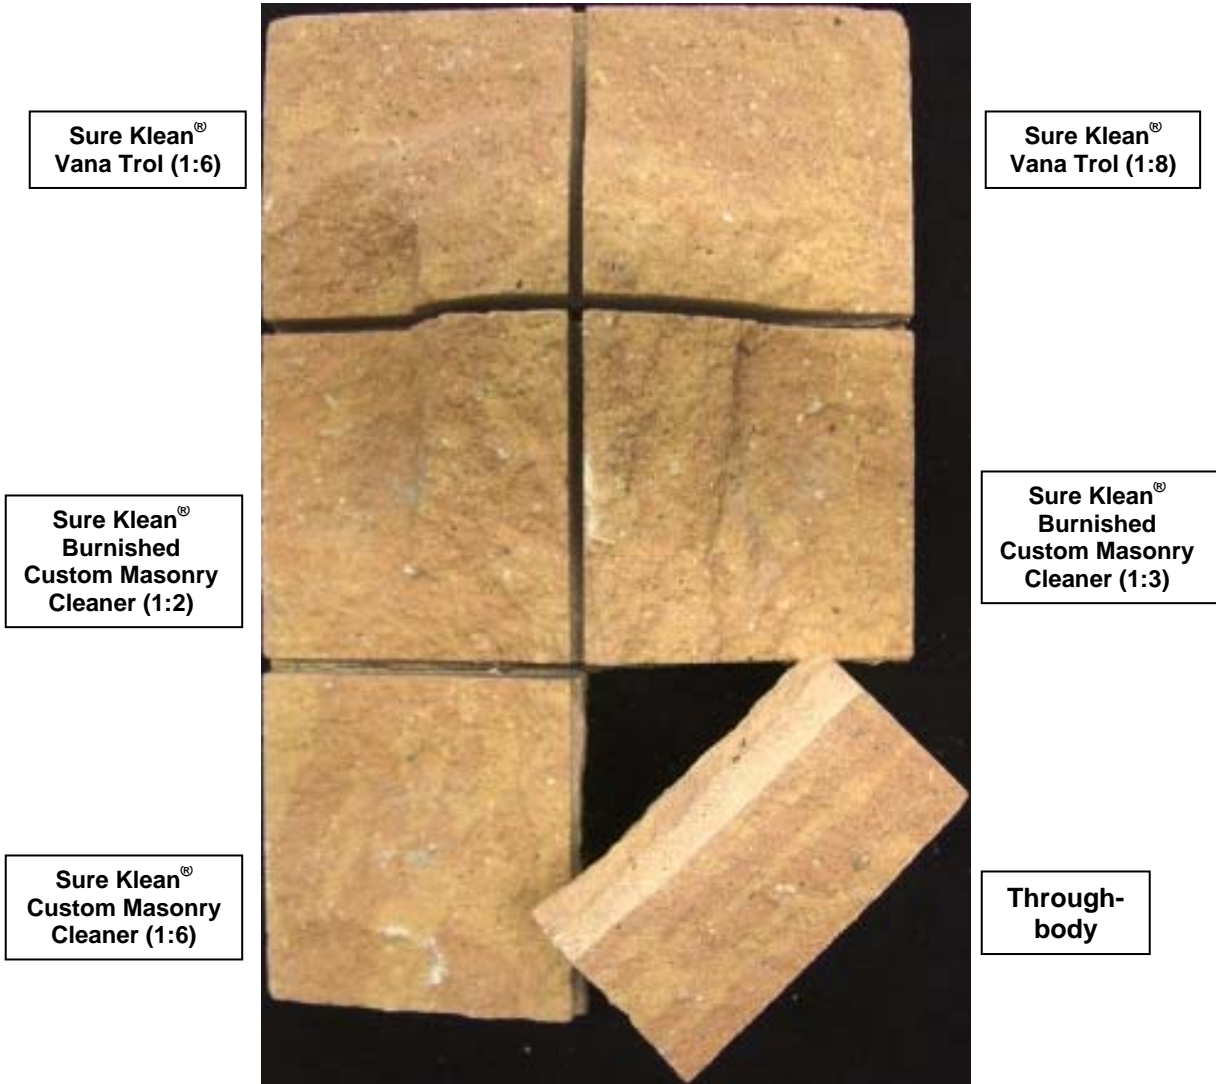 Sure Klean®
Vana Trol (1:6)
Sure Klean®
Vana Trol (1:8)
Sure Klean®
Burnished
Custom Masonry
Cleaner (1:2)
Sure Klean®
Burnished
Custom Masonry
Cleaner (1:3)
Sure Klean®
Custom Masonry
Cleaner (1:6)
Through-
body